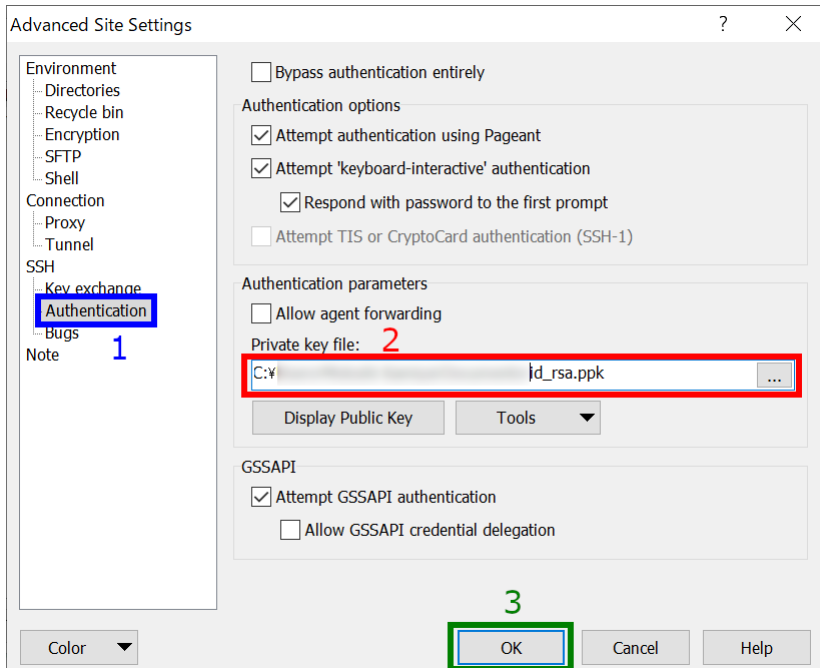 Advanced Site Settings
?
Environment
Directories
Recycle bin
Encryption
SFTP
Shell
Connection
Proxy
Tunnel
SSH
Key exchange
Authentication
Bugs
1
Note
Bypass authentication entirely
Authentication options
Attempt authentication using Pageant
Attempt 'keyboard-interactive' authentication
Respond with password to the first prompt
Attempt TIS or CryptoCard authentication (SSH-1)
Authentication parameters
Allow agent forwarding
Private key file:
2
C:¥ id_rsa.ppk
...
Display Public Key
Tools
GSSAPI
Attempt GSSAPI authentication
Allow GSSAPI credential delegation
3
Color
OK
Cancel
Help